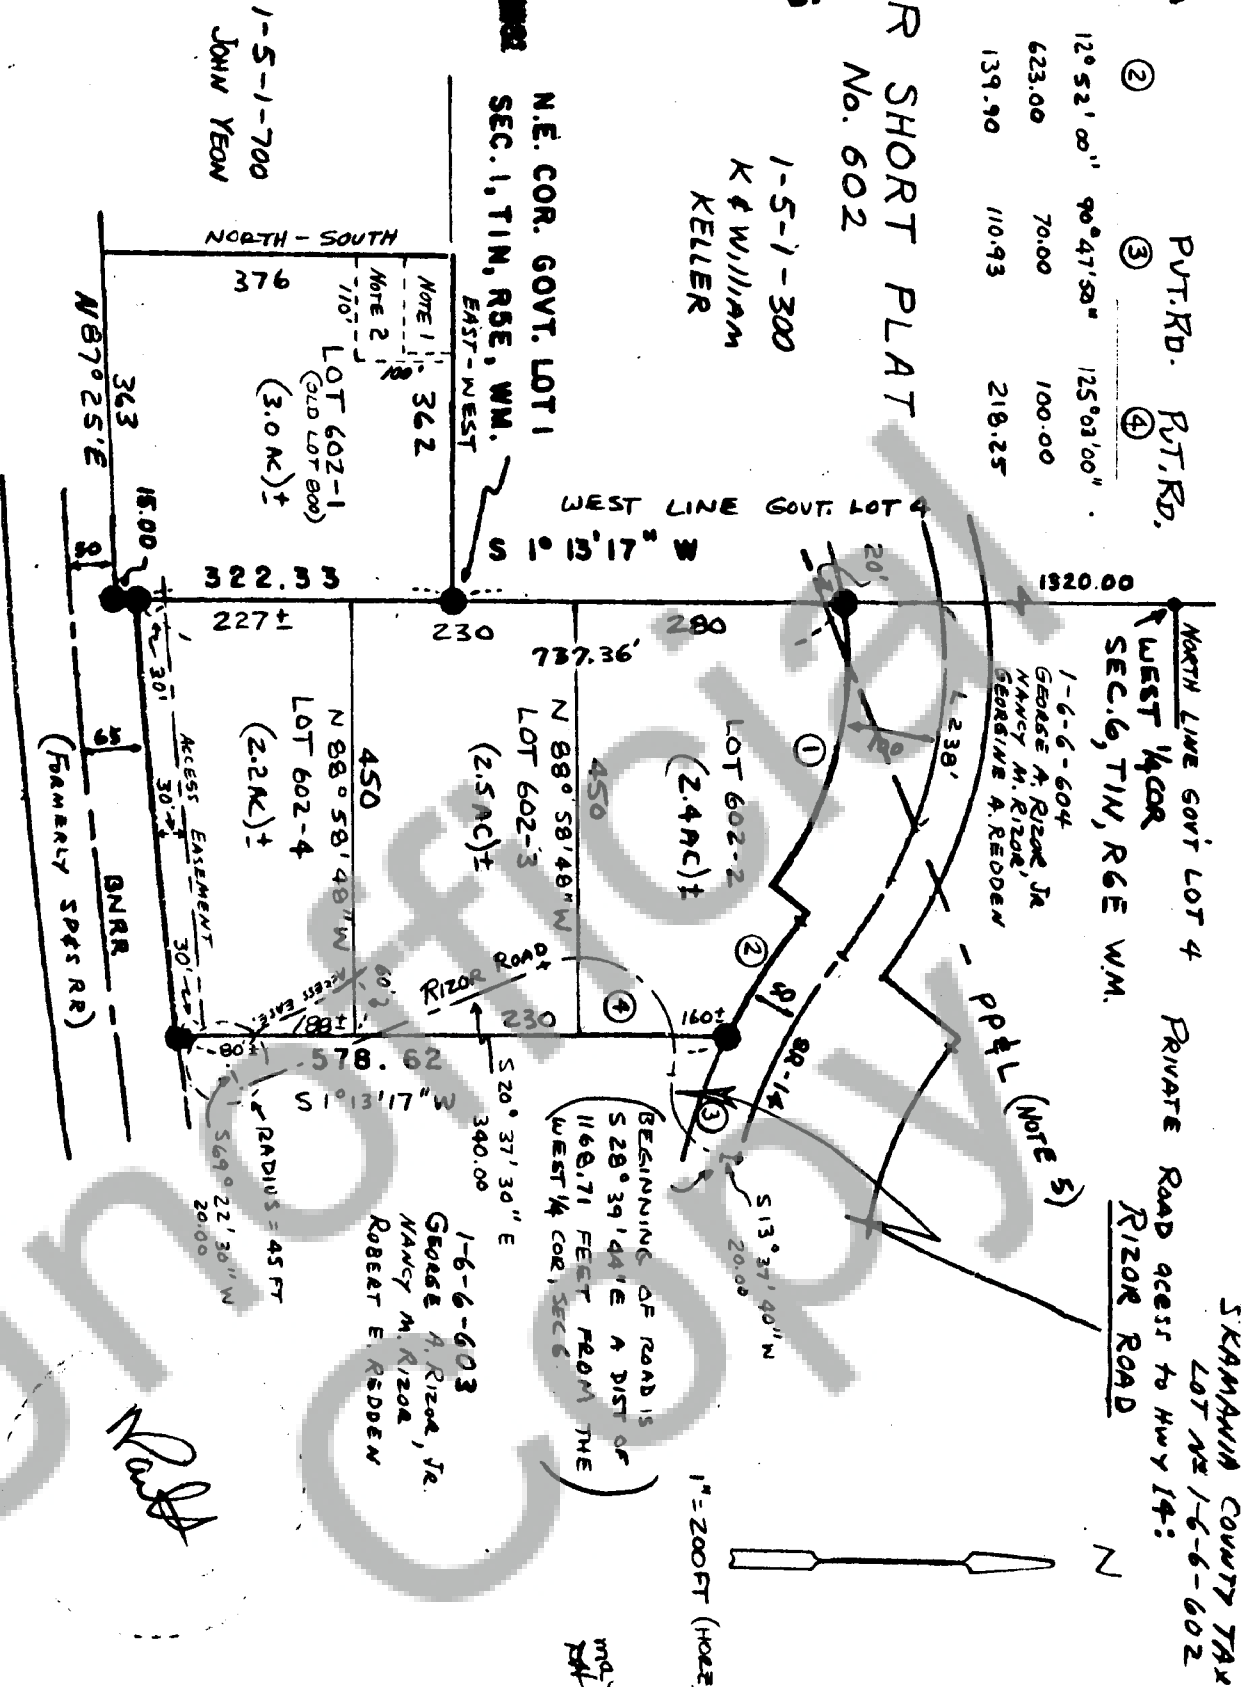 SKAMANIA COUNTY TAX
LOT Nº 1-6-6-602
PRIVATE ROAD acess to Hwy 14:
RIZOR ROAD
PVT. RD. PVT. RD.
② ③ ④
12° 52' 00" 90° 47' 50" 125° 03' 00"
623.00 70.00 100.00
139.90 110.93 218.25
R SHORT PLAT
No. 602
NORTH LINE GOV'T LOT 4
WEST 1/4 COR
SEC. 6, T1N, R6E W.M.
1320.00
1-6-6-604
GEORGE A. RIZOR JR
NANCY M. RIZOR,
GEORGINE A. REDDEN
L 238'
20'
100
PP&L (NOTE 5)
60
SR-14
1-5-1-300
K & WILLIAM
KELLER
WEST LINE GOVT. LOT 4
S 1° 13' 17" W
N.E. COR. GOVT. LOT 1
SEC. 1, T1N, R5E, WM.
EAST-WEST
362
NORTH-SOUTH
376
NOTE 1
NOTE 2
100'
110'
LOT 602-1
(OLD LOT 800)
(3.0 AC)±
1-5-1-700
JOHN YEON
363
N 87° 25' E
15.00
50
322.33
227±
230
280
737.36'
①
LOT 602-2
(2.4 AC)±
②
160±
③
S 13° 37' 40" W
20.00
450
N 88° 58' 48" W
LOT 602-3
(2.5 AC)±
④
230
RIZOR ROAD
S 20° 37' 30" E
340.00
450
N 88° 58' 48" W
LOT 602-4
(2.2 AC)±
60'
ACCESS EASE.
188±
578.62
S 1° 13' 17" W
80±
30'
ACCESS EASEMENT
30'±
30'±
65
BNRR
(FORMERLY SP&S RR)
RADIUS = 45 FT
S 69° 22' 30" W
20.00
(BEGINNING OF ROAD IS
S 28° 39' 44" E A DIST OF
1168.71 FEET FROM THE
WEST 1/4 COR, SEC 6)
1-6-6-603
GEORGE A. RIZOR, JR.
NANCY M. RIZOR
ROBERT E. REDDEN
1" = 200 FT (HORZ
N
Unofficial
Copy